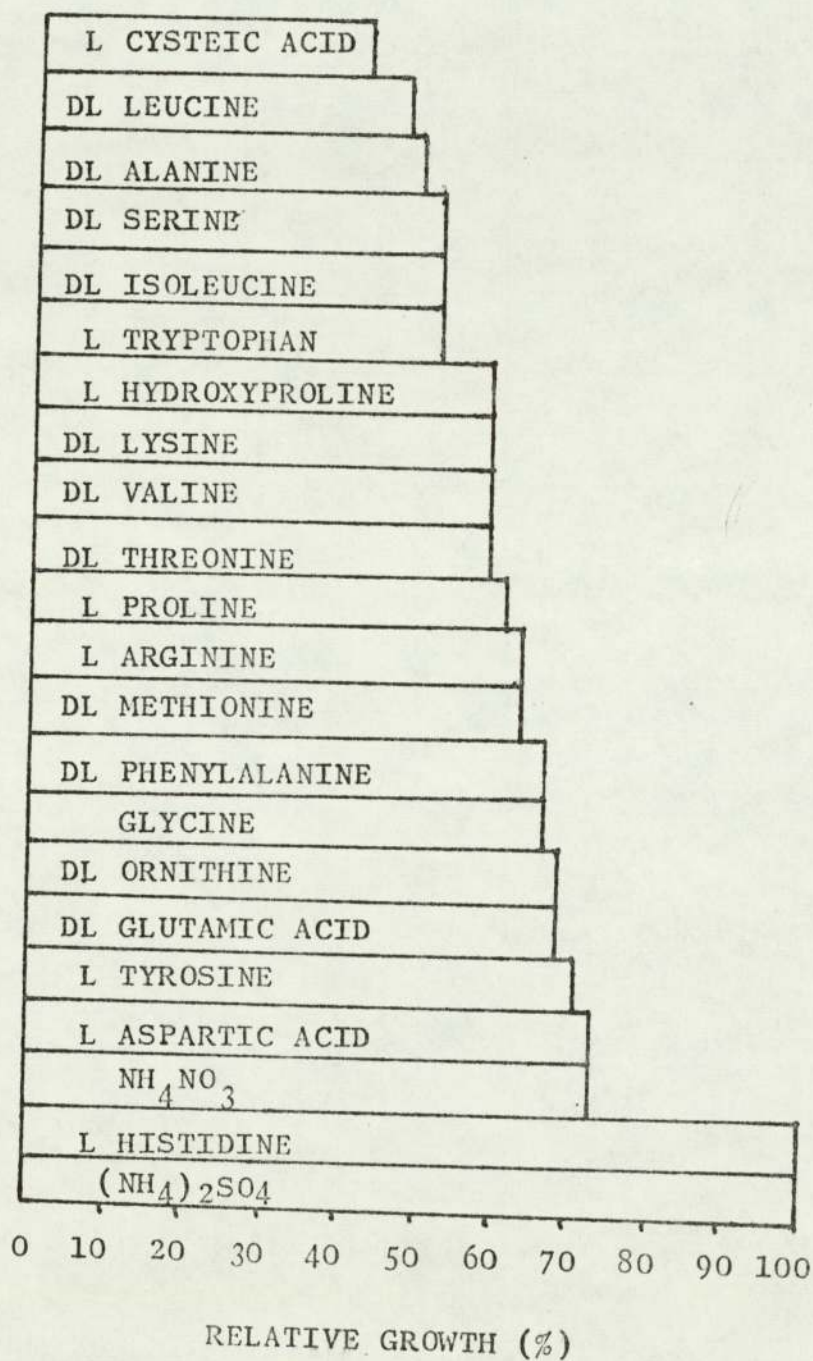 L CYSTEIC ACID
DL LEUCINE
DL ALANINE
DL SERINE
DL ISOLEUCINE
L TRYPTOPHAN
L HYDROXYPROLINE
DL LYSINE
DL VALINE
DL THREONINE
L PROLINE
L ARGININE
DL METHIONINE
DL PHENYLALANINE
GLYCINE
DL ORNITHINE
DL GLUTAMIC ACID
L TYROSINE
L ASPARTIC ACID
NH4NO3
L HISTIDINE
(NH4)2SO4
0 10 20 30 40 50 60 70 80 90 100
RELATIVE GROWTH (%)